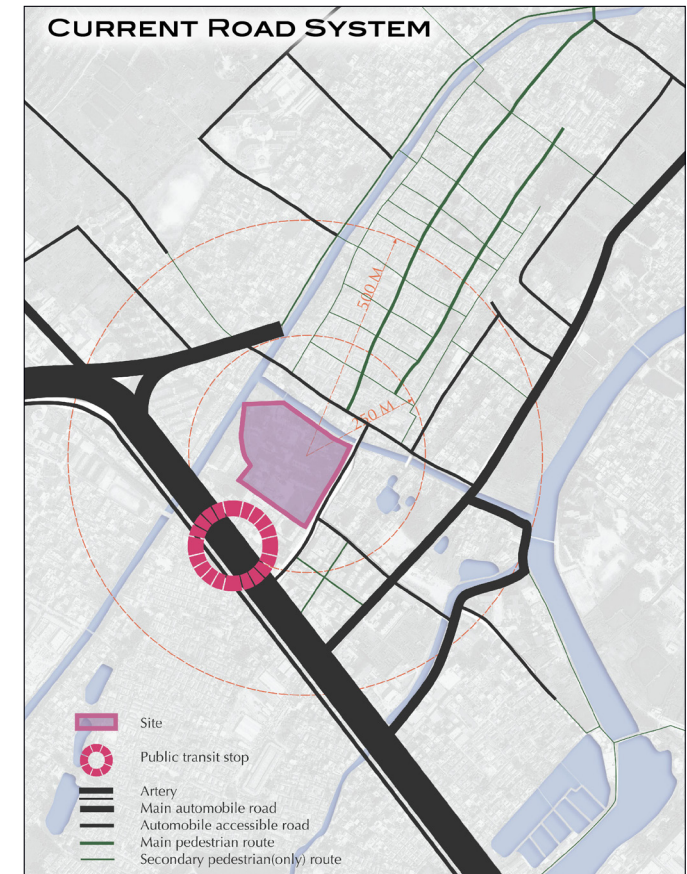 CURRENT ROAD SYSTEM
500 M
250 M
Site
Public transit stop
Artery
Main automobile road
Automobile accessible road
Main pedestrian route
Secondary pedestrian(only) route